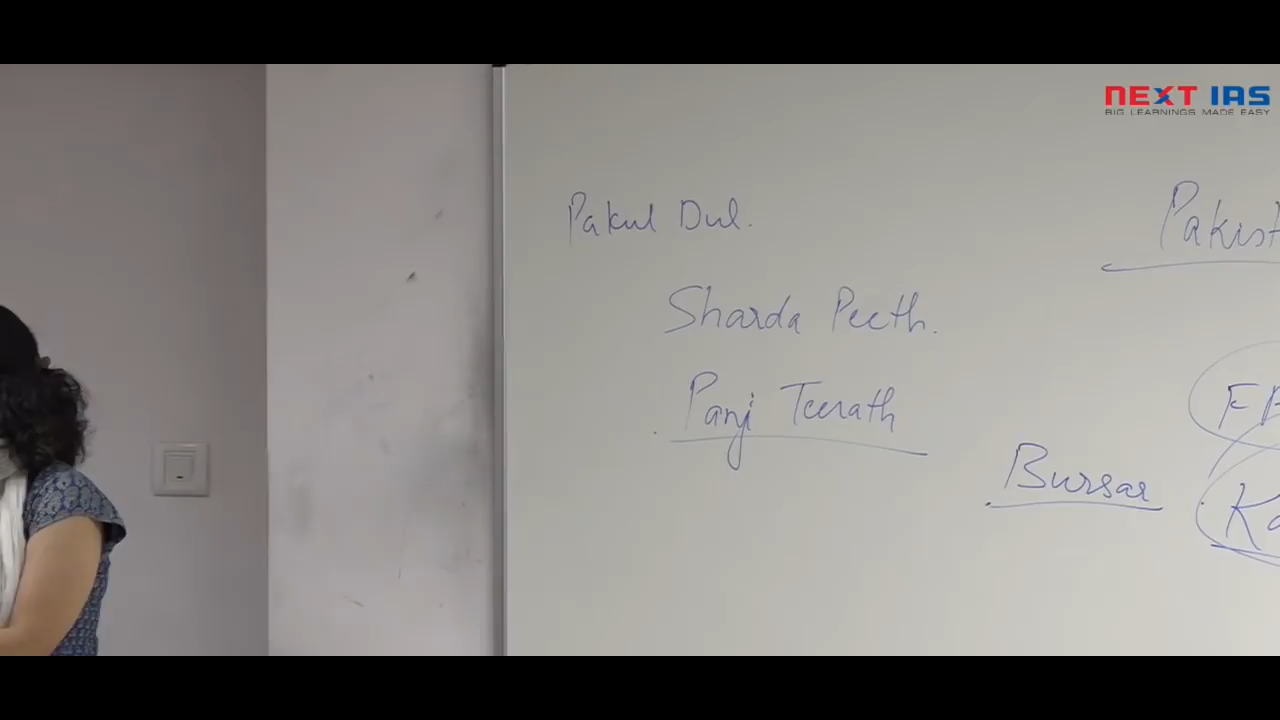 NEXT IAS
BIG LEARNINGS MADE EASY
Pakul Dul.
Sharda Peeth.
Panj Teerath
Bursar